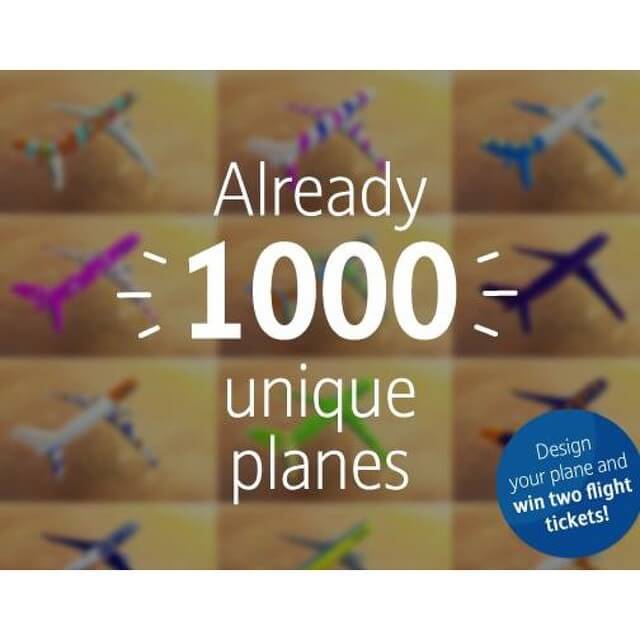 Already
1000
unique
planes
Design
your plane and
win two flight
tickets!